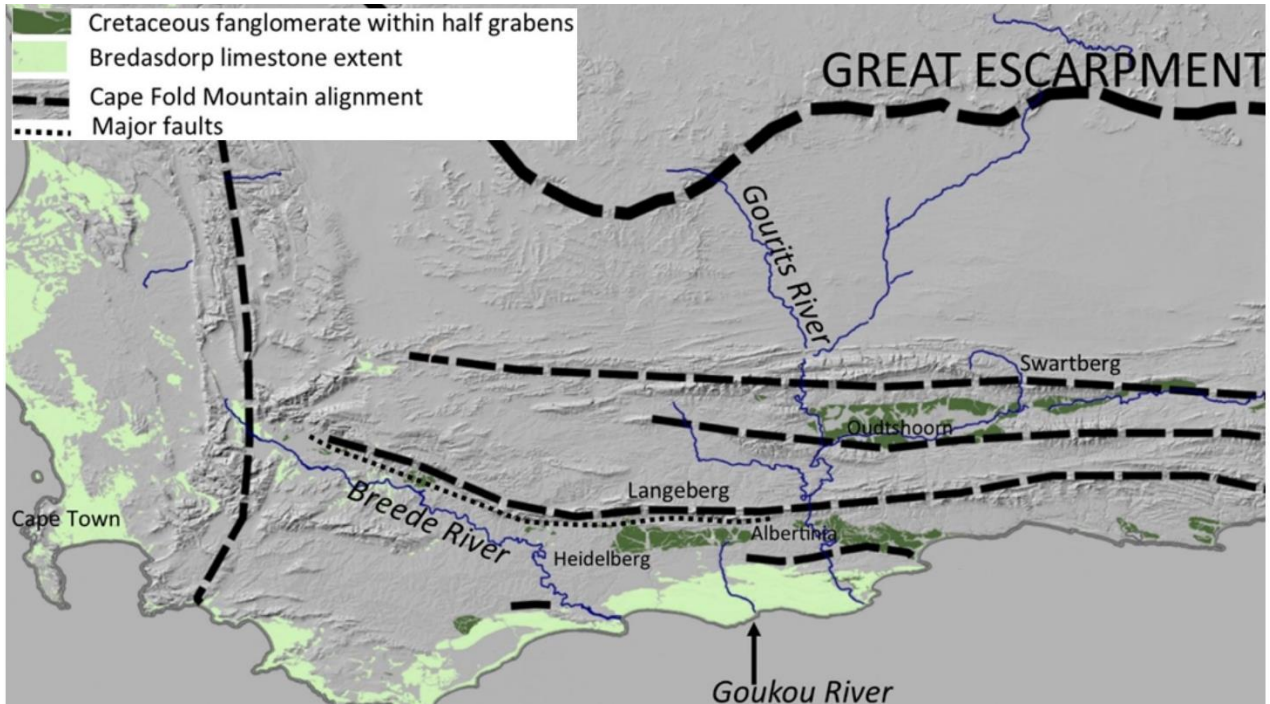 Cretaceous fanglomerate within half grabens
Bredasdorp limestone extent
Cape Fold Mountain alignment
Major faults
GREAT ESCARPMENT
Gourits River
Swartberg
Oudtshoorn
Langeberg
Breede River
Cape Town
Albertinia
Heidelberg
Goukou River